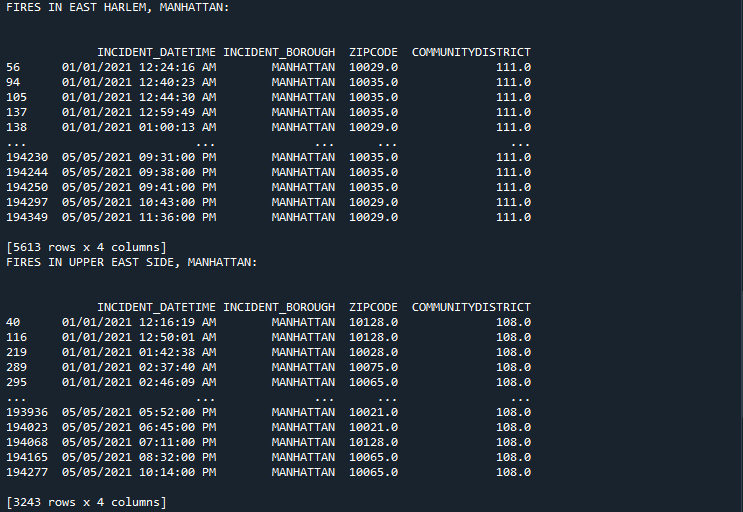 FIRES IN EAST HARLEM, MANHATTAN:
INCIDENT_DATETIME INCIDENT_BOROUGH ZIPCODE COMMUNITYDISTRICT
56 01/01/2021 12:24:16 AM MANHATTAN 10029.0 111.0
94 01/01/2021 12:40:23 AM MANHATTAN 10035.0 111.0
105 01/01/2021 12:44:30 AM MANHATTAN 10035.0 111.0
137 01/01/2021 12:59:49 AM MANHATTAN 10035.0 111.0
138 01/01/2021 01:00:13 AM MANHATTAN 10029.0 111.0
... ... ... ... ...
194230 05/05/2021 09:31:00 PM MANHATTAN 10035.0 111.0
194244 05/05/2021 09:38:00 PM MANHATTAN 10035.0 111.0
194250 05/05/2021 09:41:00 PM MANHATTAN 10035.0 111.0
194297 05/05/2021 10:43:00 PM MANHATTAN 10029.0 111.0
194349 05/05/2021 11:36:00 PM MANHATTAN 10029.0 111.0
[5613 rows x 4 columns]
FIRES IN UPPER EAST SIDE, MANHATTAN:
INCIDENT_DATETIME INCIDENT_BOROUGH ZIPCODE COMMUNITYDISTRICT
40 01/01/2021 12:16:19 AM MANHATTAN 10128.0 108.0
116 01/01/2021 12:50:01 AM MANHATTAN 10128.0 108.0
219 01/01/2021 01:42:38 AM MANHATTAN 10028.0 108.0
289 01/01/2021 02:37:40 AM MANHATTAN 10075.0 108.0
295 01/01/2021 02:46:09 AM MANHATTAN 10065.0 108.0
... ... ... ... ...
193936 05/05/2021 05:52:00 PM MANHATTAN 10021.0 108.0
194023 05/05/2021 06:45:00 PM MANHATTAN 10021.0 108.0
194068 05/05/2021 07:11:00 PM MANHATTAN 10128.0 108.0
194165 05/05/2021 08:32:00 PM MANHATTAN 10065.0 108.0
194277 05/05/2021 10:14:00 PM MANHATTAN 10065.0 108.0
[3243 rows x 4 columns]